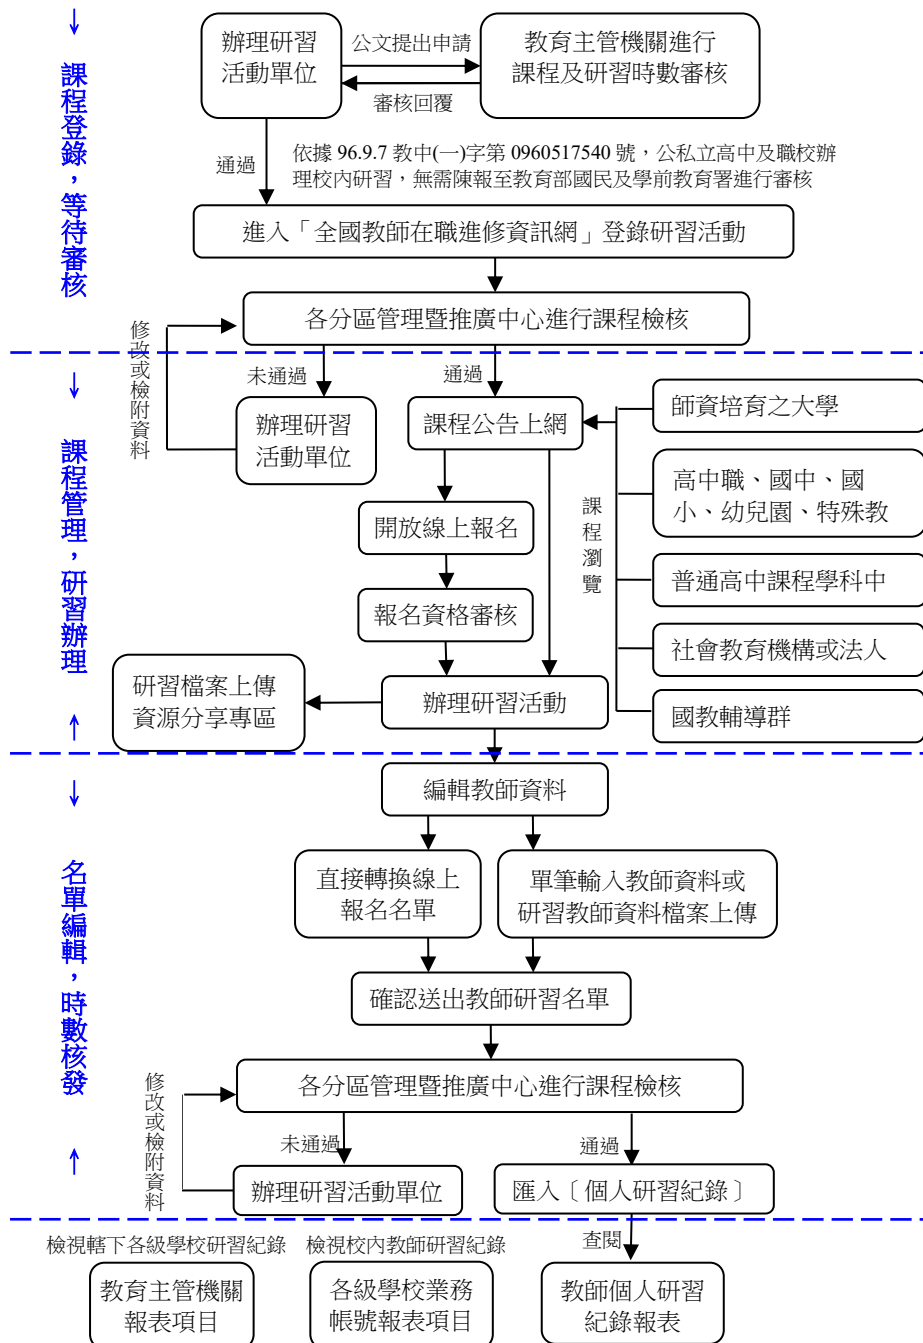 ↓
課程登錄，等待審核
辦理研習
活動單位
公文提出申請
審核回覆
教育主管機關進行
課程及研習時數審核
通過
依據 96.9.7 教中(一)字第 0960517540 號，公私立高中及職校辦
理校內研習，無需陳報至教育部國民及學前教育署進行審核
進入「全國教師在職進修資訊網」登錄研習活動
各分區管理暨推廣中心進行課程檢核
修改或檢附資料
↓
課程管理，研習辦理
↑
未通過
通過
辦理研習
活動單位
課程公告上網
課程瀏覽
師資培育之大學
高中職、國中、國
小、幼兒園、特殊教
普通高中課程學科中
社會教育機構或法人
國教輔導群
開放線上報名
報名資格審核
研習檔案上傳
資源分享專區
辦理研習活動
↓
名單編輯，時數核發
↑
編輯教師資料
直接轉換線上
報名名單
單筆輸入教師資料或
研習教師資料檔案上傳
確認送出教師研習名單
各分區管理暨推廣中心進行課程檢核
修改或檢附資料
未通過
通過
辦理研習活動單位
匯入〔個人研習紀錄〕
檢視轄下各級學校研習紀錄
檢視校內教師研習紀錄
查閱
教育主管機關
報表項目
各級學校業務
帳號報表項目
教師個人研習
紀錄報表